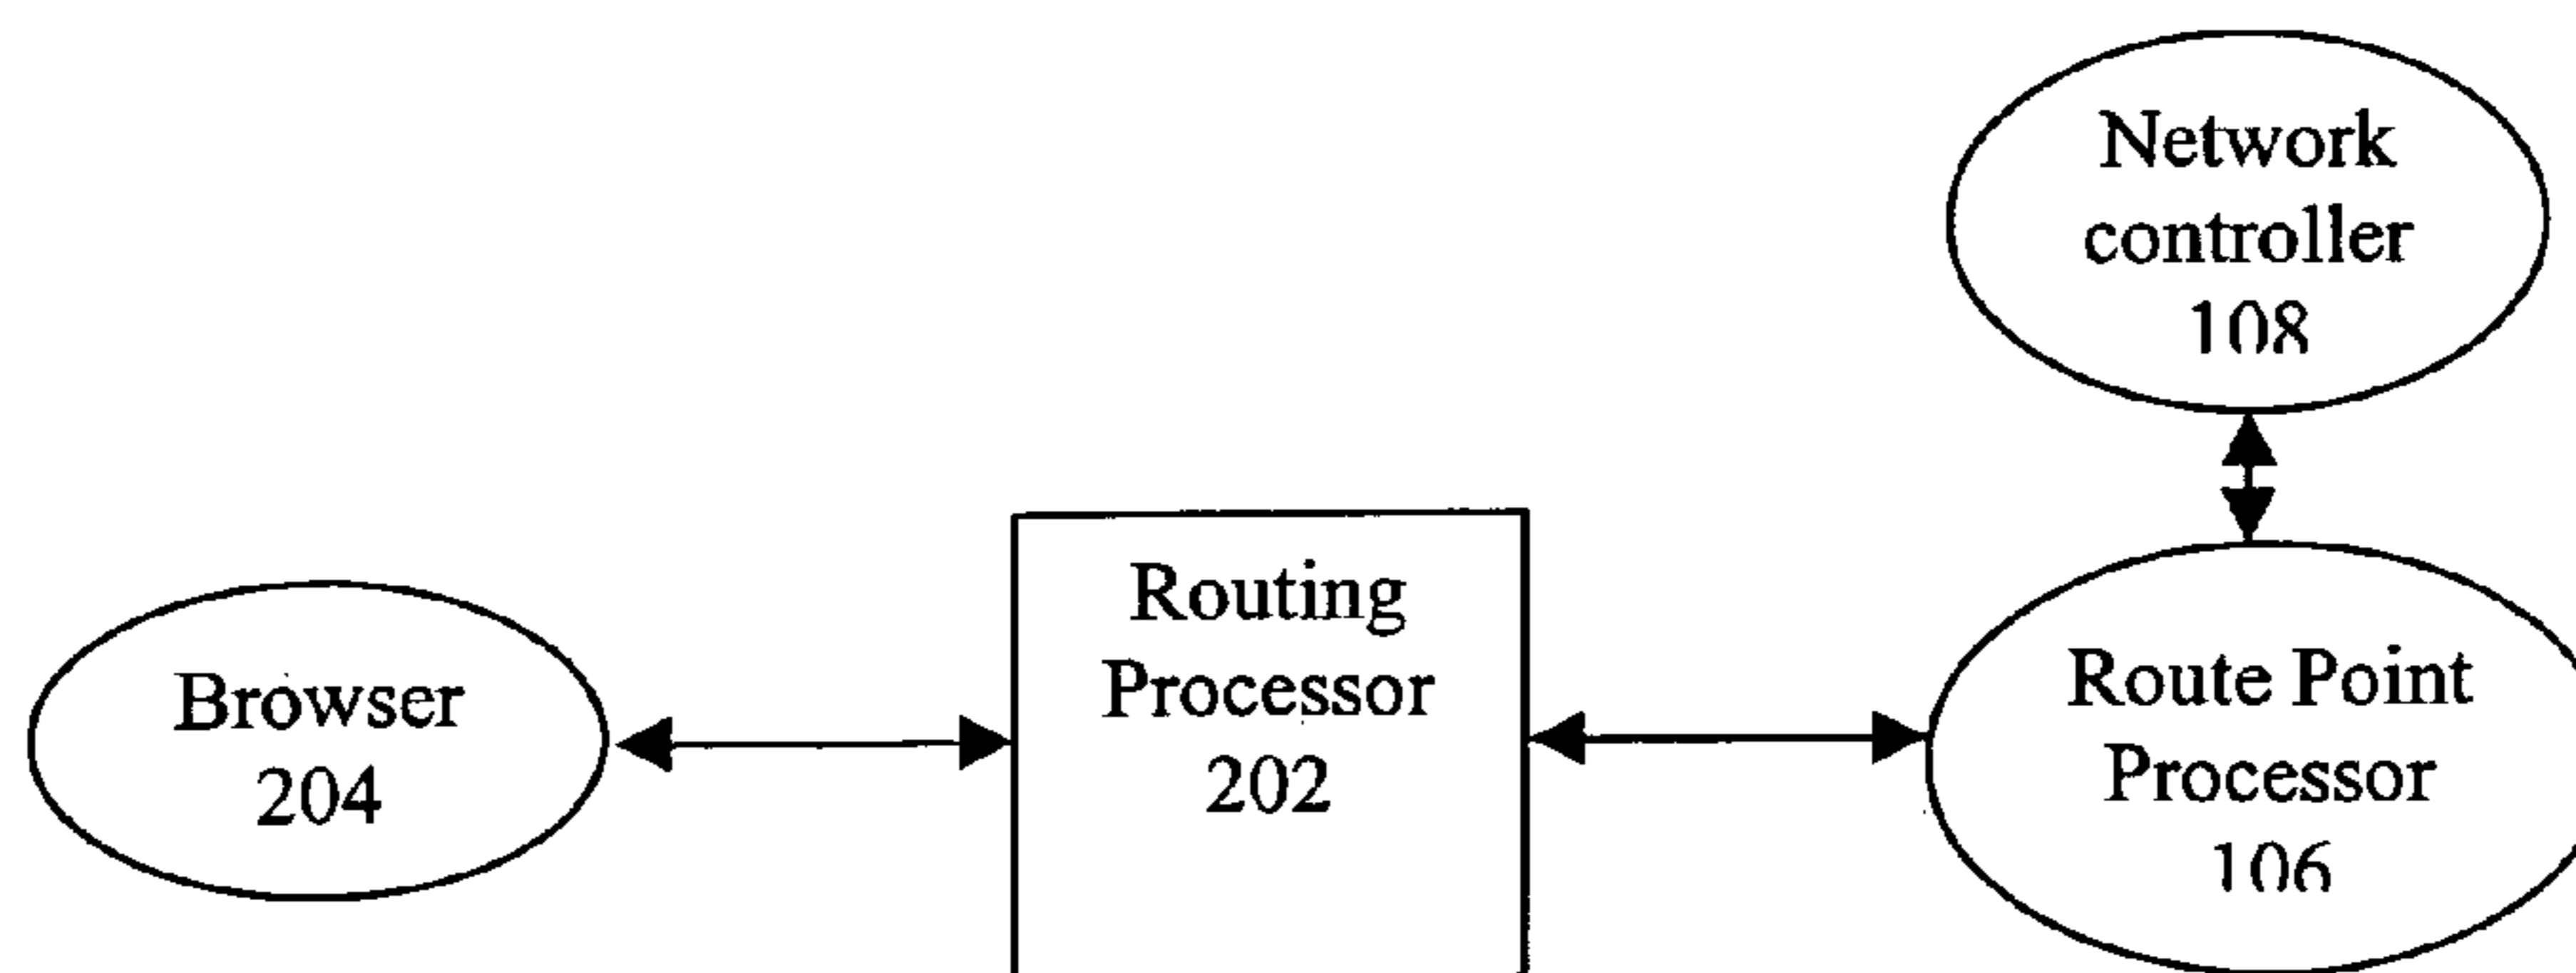 Network
controller
108
Browser
204
Routing
Processor
202
Route Point
Processor
106